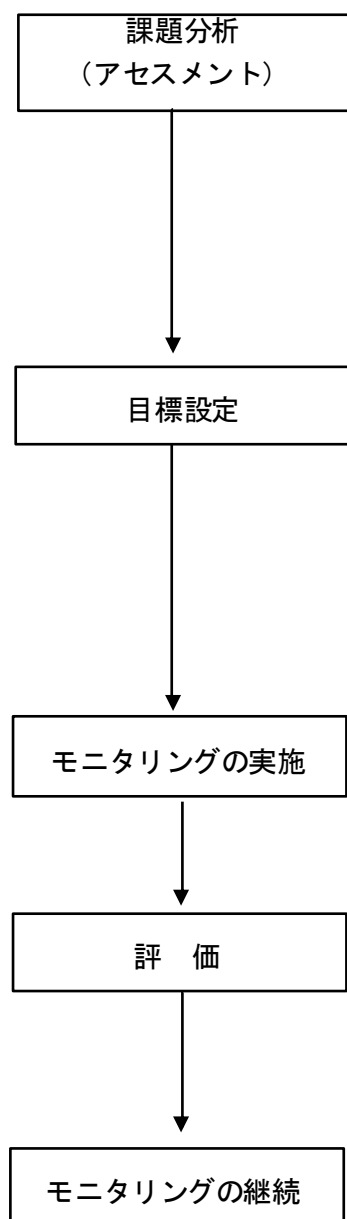 課題分析
（アセスメント）
目標設定
モニタリングの実施
評　価
モニタリングの継続